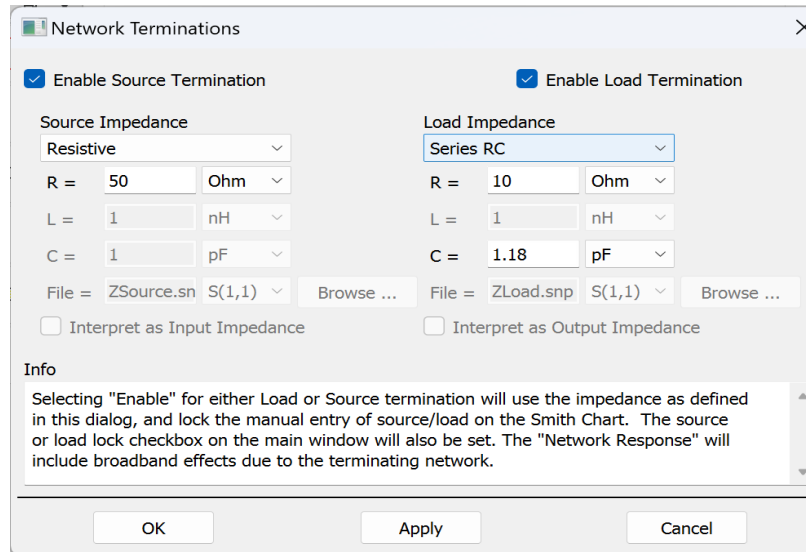 Network Terminations
Enable Source Termination Enable Load Termination
Source Impedance Load Impedance
Resistive Series RC
R = 50 Ohm R = 10 Ohm
L = 1 nH L = 1 nH
C = 1 pF C = 1.18 pF
File = ZSource.sn S(1,1) Browse ... File = ZLoad.snp S(1,1) Browse ...
Interpret as Input Impedance Interpret as Output Impedance
Info
Selecting "Enable" for either Load or Source termination will use the impedance as defined
in this dialog, and lock the manual entry of source/load on the Smith Chart. The source
or load lock checkbox on the main window will also be set. The "Network Response" will
include broadband effects due to the terminating network.
OK Apply Cancel